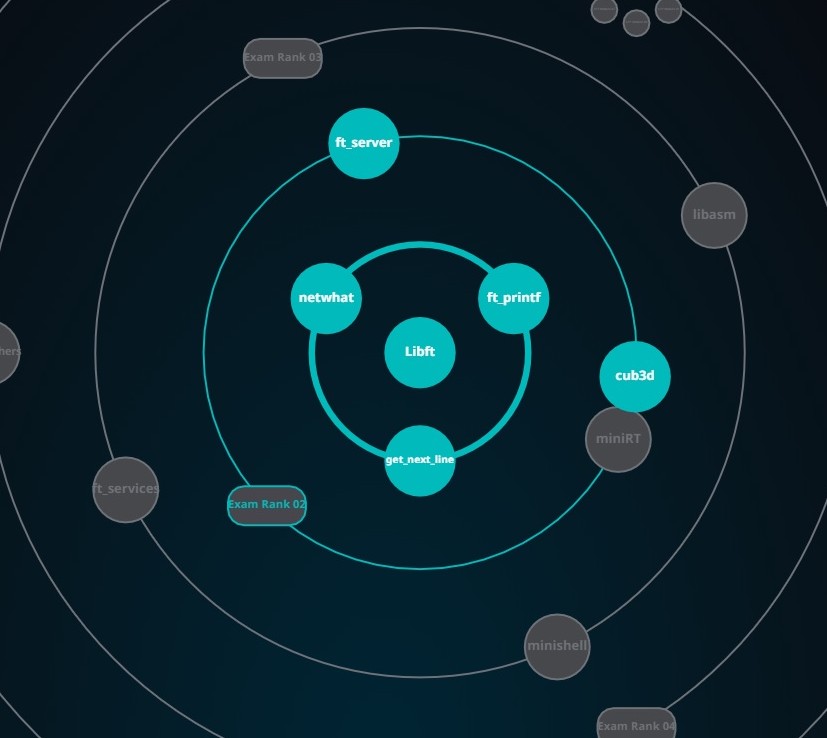 Exam Rank 03
ft_server
libasm
netwhat
ft_printf
Libft
hers
cub3d
miniRT
get_next_line
ft_services
Exam Rank 02
minishell
Exam Rank 04